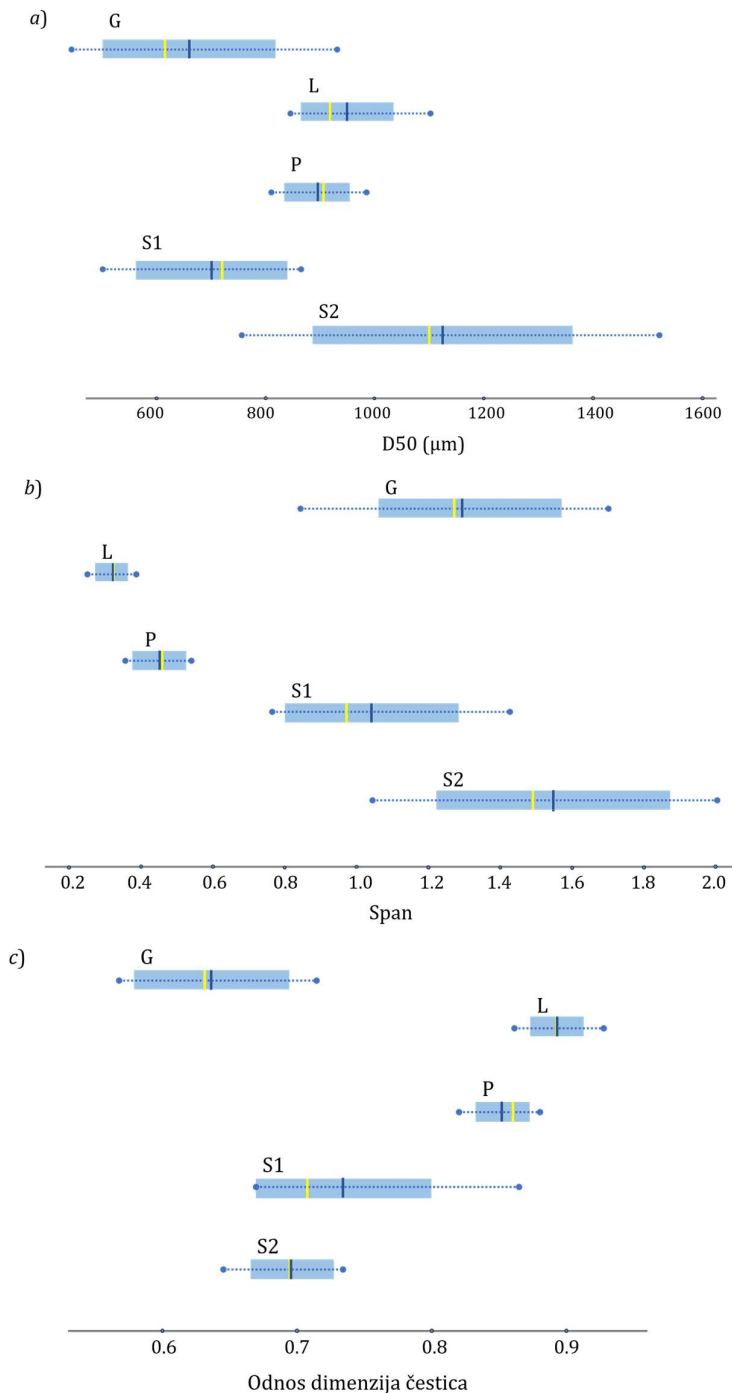 a)
G
L
P
S1
S2
600 800 1000 1200 1400 1600
D50 (µm)
b)
G
L
P
S1
S2
0.2 0.4 0.6 0.8 1.0 1.2 1.4 1.6 1.8 2.0
Span
c)
G
L
P
S1
S2
0.6 0.7 0.8 0.9
Odnos dimenzija čestica